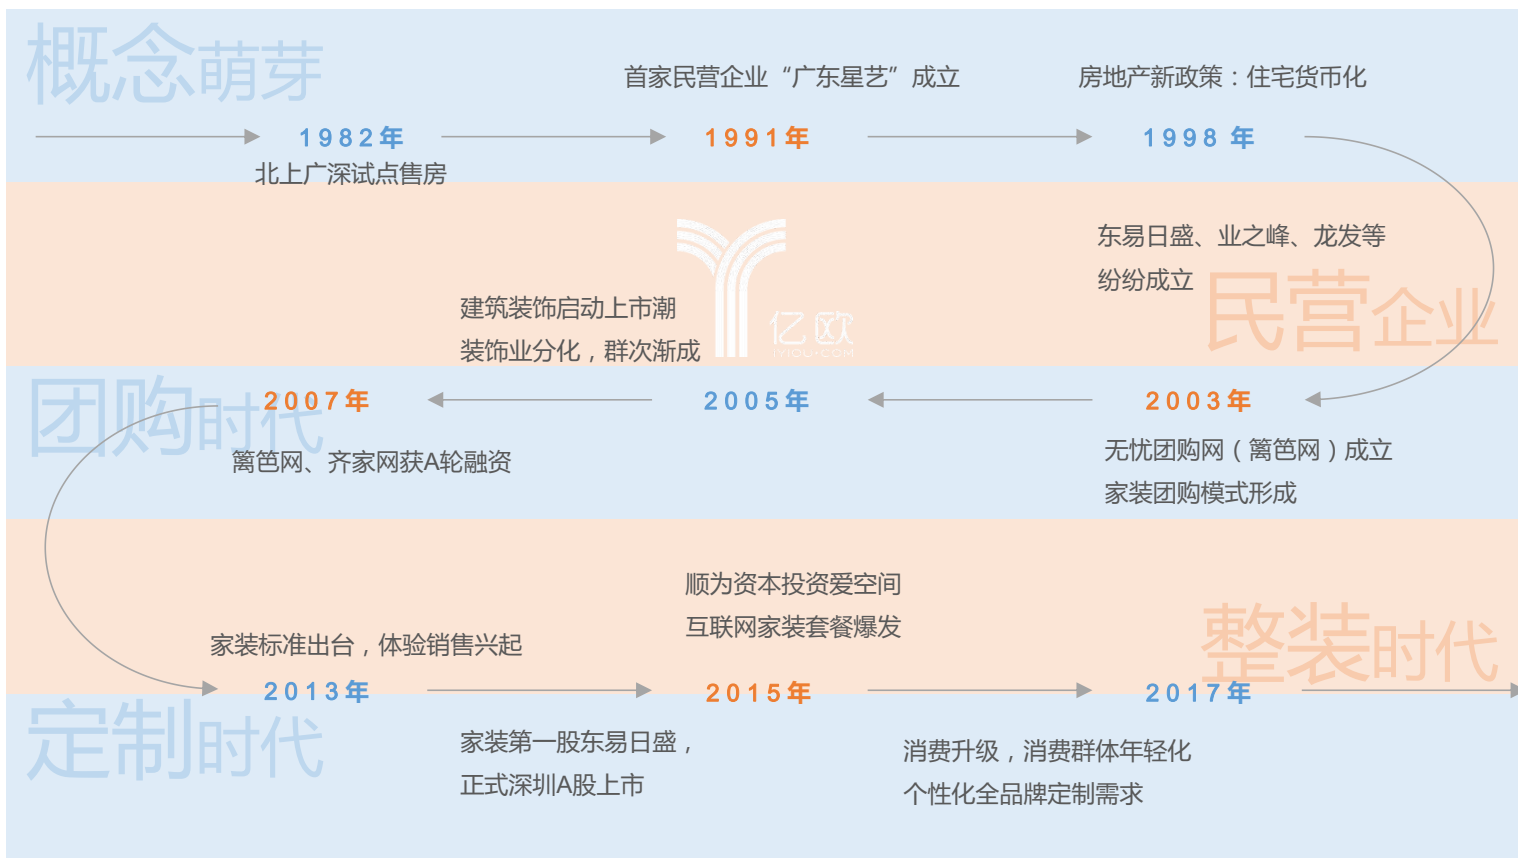 概念萌芽
首家民营企业“广东星艺”成立
房地产新政策：住宅货币化
1982年
1991年
1998 年
北上广深试点售房
东易日盛、业之峰、龙发等
纷纷成立
民营企业
亿欧
IYIOU.COM
建筑装饰启动上市潮
装饰业分化，群次渐成
团购时代
2007年
2005年
2003年
篱笆网、齐家网获A轮融资
无忧团购网（篱笆网）成立
家装团购模式形成
顺为资本投资爱空间
互联网家装套餐爆发
整装时代
家装标准出台，体验销售兴起
2013年
2015年
2017年
定制时代
家装第一股东易日盛，
正式深圳A股上市
消费升级，消费群体年轻化
个性化全品牌定制需求